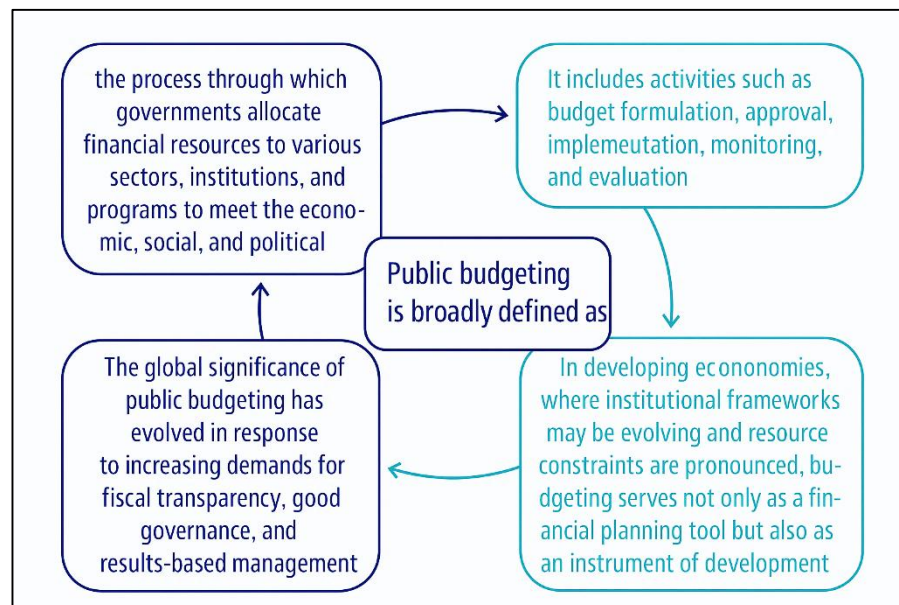 the process through which
governments allocate
financial resources to various
sectors, institutions, and
programs to meet the econo-
mic, social, and political
It includes activities such as
budget formulation, approval,
implemeutation, monitoring,
and evaluation
Public budgeting
is broadly defined as
The global significance of
public budgeting has
evolved in response
to increasing demands for
fiscal transparency, good
governance, and
results-based management
In developing econonomies,
where institutional frameworks
may be evolving and resource
constraints are pronounced, bu-
dgeting serves not only as a fin-
nancial planning tool but also as
an instrument of development